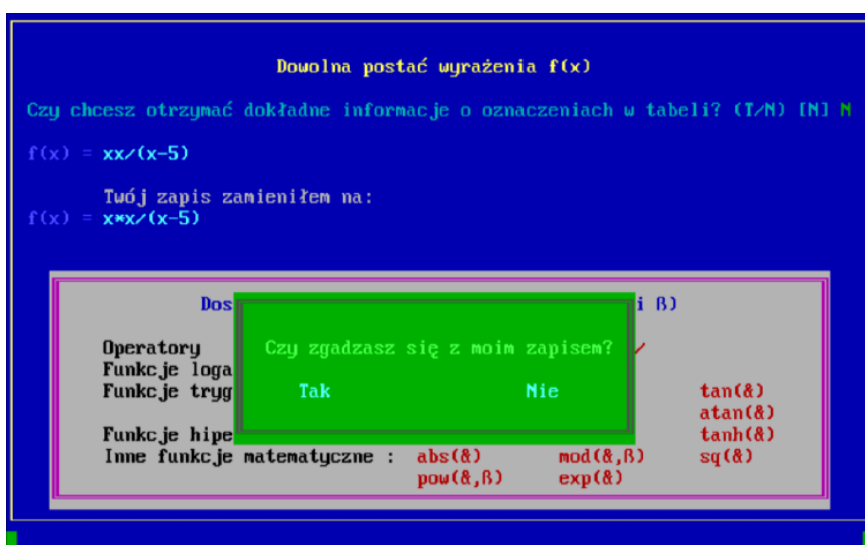 Dowolna postać wyrażenia f(x)
Czy chcesz otrzymać dokładne informacje o oznaczeniach w tabeli? (T/N) [N] N
f(x) = xx/(x-5)
Twój zapis zamieniłem na:
f(x) = x*x/(x-5)
Dos i ß)
Czy zgadzasz się z moim zapisem?
Tak Nie
Operatory /
Funkcje loga
Funkcje tryg tan(&)
atan(&)
Funkcje hipe tanh(&)
Inne funkcje matematyczne : abs(&) mod(&,ß) sq(&)
pow(&,ß) exp(&)